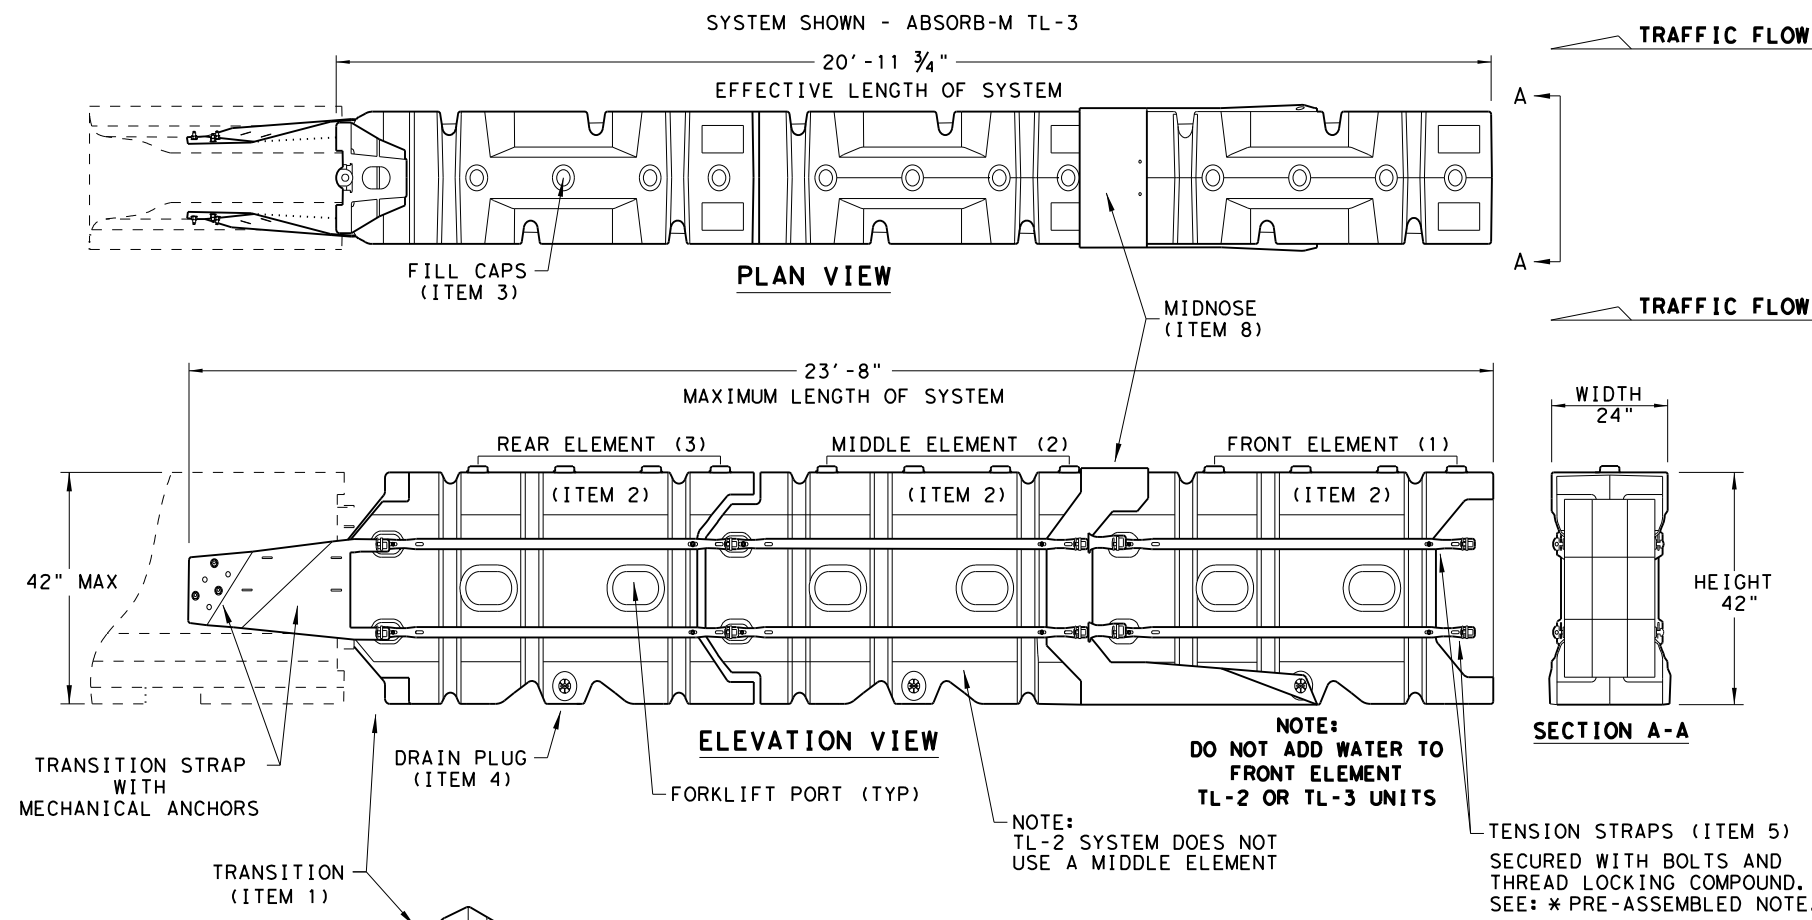 SYSTEM SHOWN - ABSORB-M TL-3
TRAFFIC FLOW
20'-11 3/4"
EFFECTIVE LENGTH OF SYSTEM
A
A
FILL CAPS
(ITEM 3)
PLAN VIEW
MIDNOSE
(ITEM 8)
TRAFFIC FLOW
23'-8"
MAXIMUM LENGTH OF SYSTEM
WIDTH
24"
REAR ELEMENT (3)
MIDDLE ELEMENT (2)
FRONT ELEMENT (1)
(ITEM 2)
(ITEM 2)
(ITEM 2)
42" MAX
HEIGHT
42"
SECTION A-A
ELEVATION VIEW
NOTE:
DO NOT ADD WATER TO
FRONT ELEMENT
TL-2 OR TL-3 UNITS
TRANSITION STRAP
WITH
MECHANICAL ANCHORS
DRAIN PLUG
(ITEM 4)
FORKLIFT PORT (TYP)
NOTE:
TL-2 SYSTEM DOES NOT
USE A MIDDLE ELEMENT
TENSION STRAPS (ITEM 5)
SECURED WITH BOLTS AND
THREAD LOCKING COMPOUND.
SEE: * PRE-ASSEMBLED NOTE.
TRANSITION
(ITEM 1)